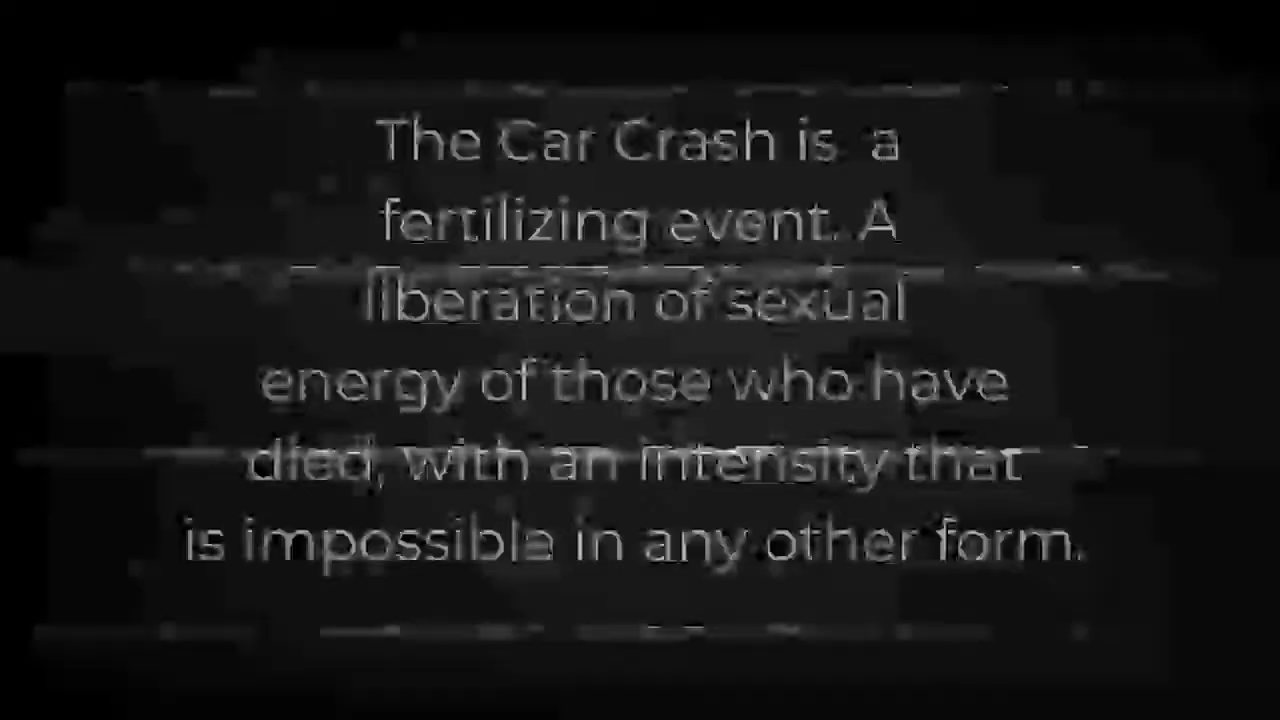 The Car Crash is a
fertilizing event. A
liberation of sexual
energy of those who have
died, with an intensity that
is impossible in any other form.